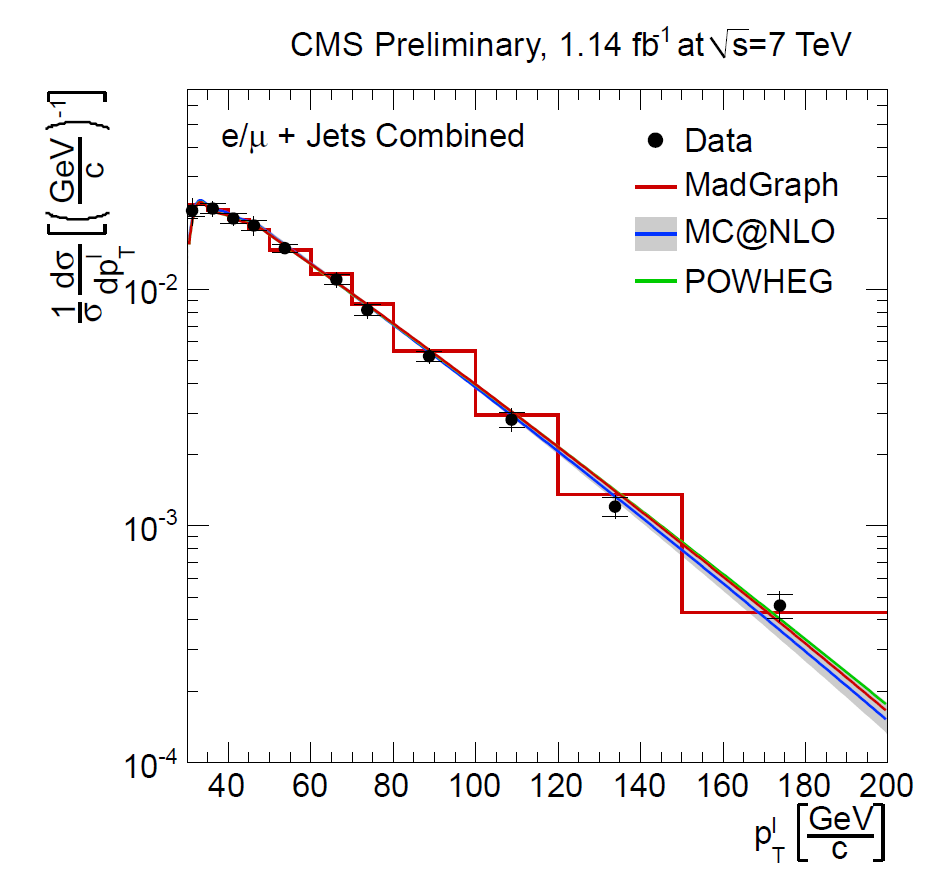 CMS Preliminary, 1.14 fb⁻¹ at √s=7 TeV
e/μ + Jets Combined
Data
MadGraph
MC@NLO
POWHEG
1/σ dσ/dp_T^l [(GeV/c)⁻¹]
10⁻²
10⁻³
10⁻⁴
40 60 80 100 120 140 160 180 200
p_T^l [GeV/c]